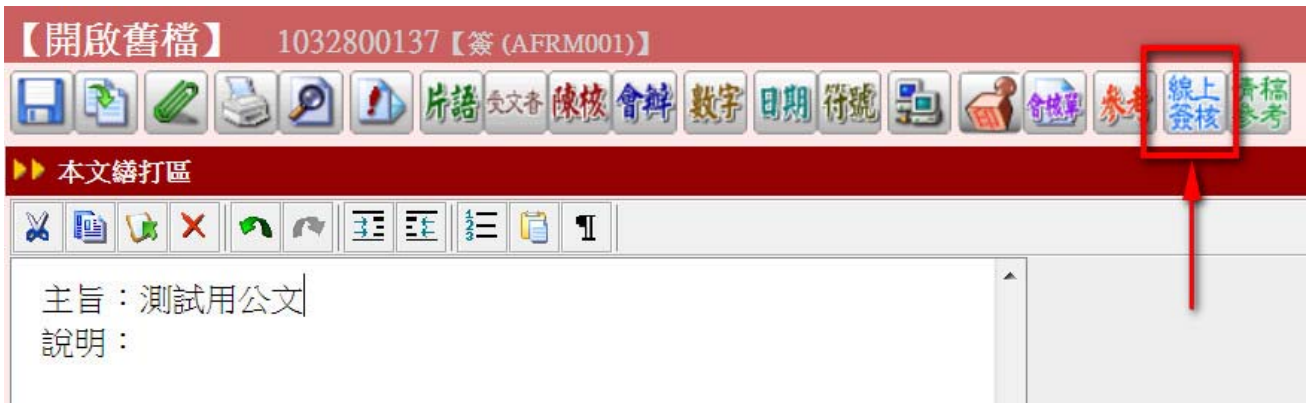 【開啟舊檔】 1032800137【簽 (AFRM001)】
片語 受文者 陳核 會辦 數字 日期 符號 會核單 參考 線上簽核 清稿參考
本文繕打區
主旨：測試用公文
說明：